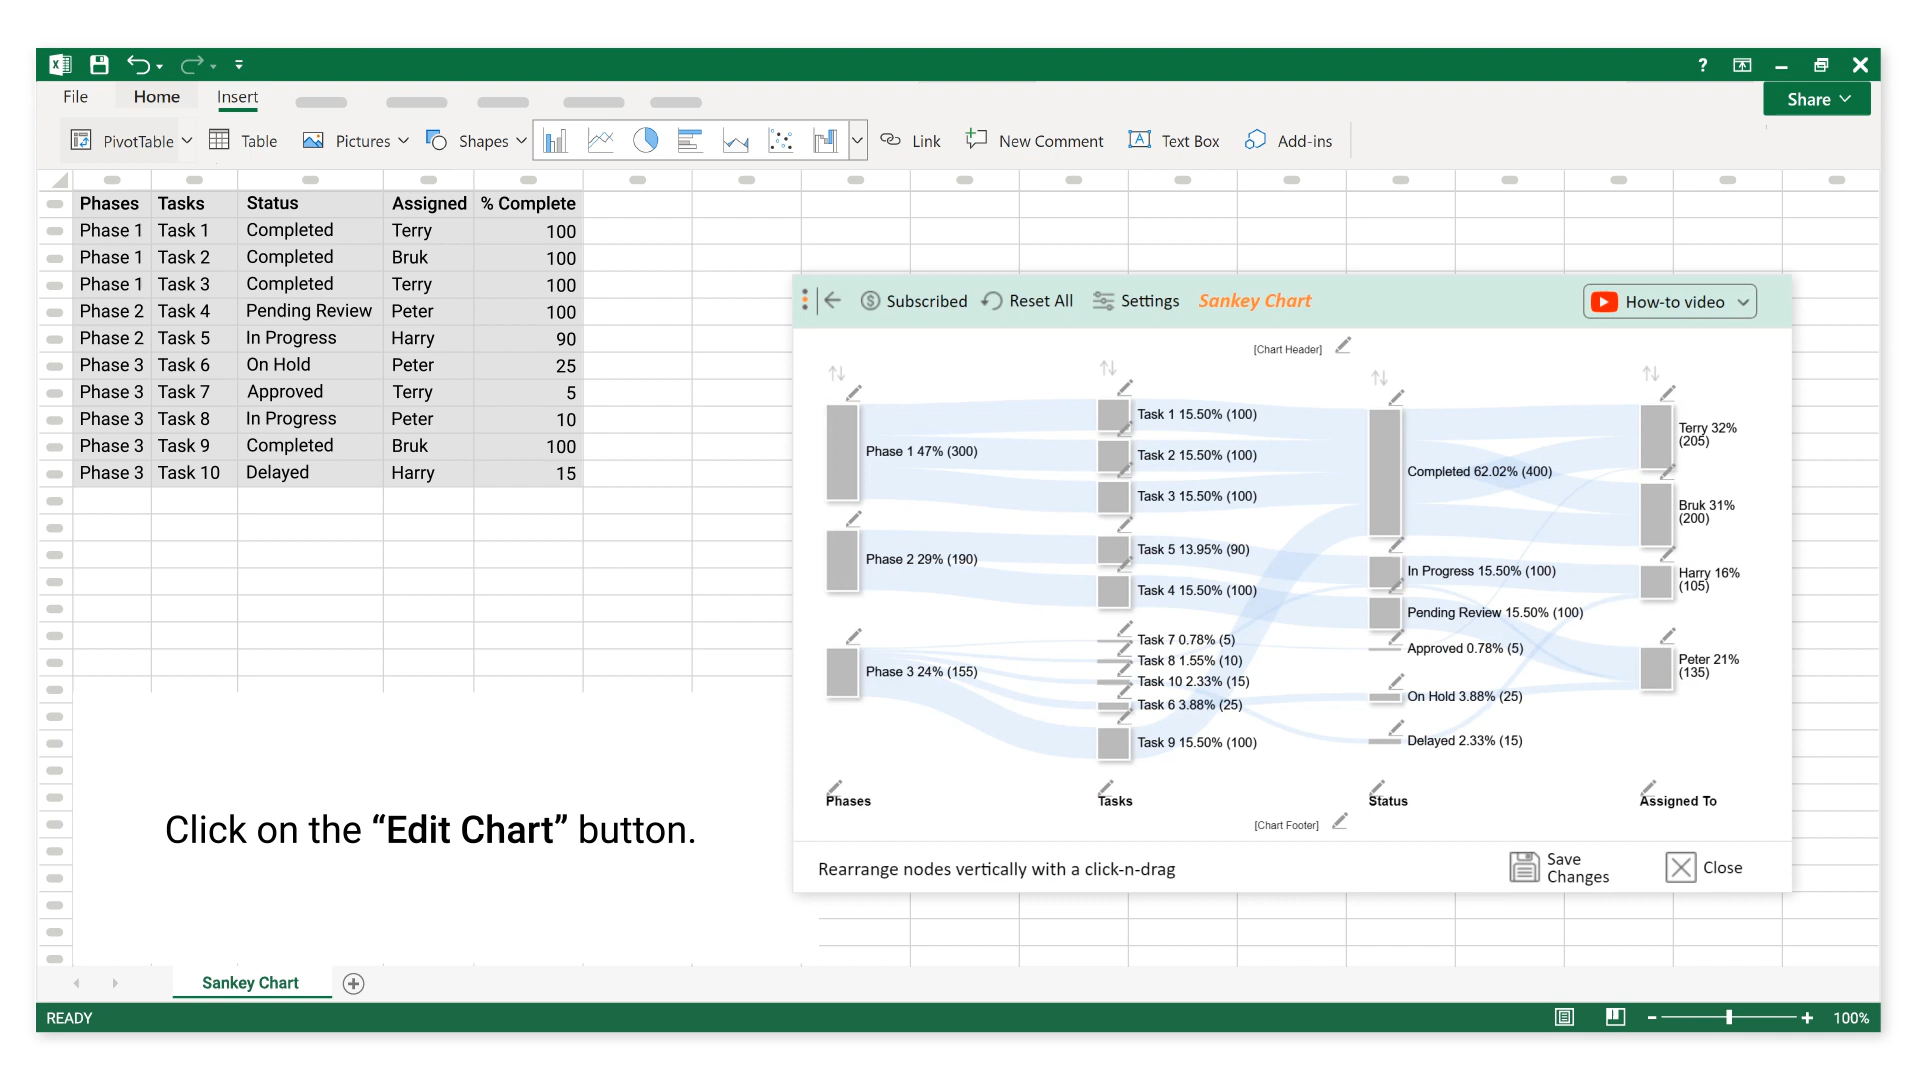 File Home Insert
Share
PivotTable Table Pictures Shapes Link New Comment Text Box Add-ins
Phases Tasks Status Assigned % Complete
Phase 1 Task 1 Completed Terry 100
Phase 1 Task 2 Completed Bruk 100
Phase 1 Task 3 Completed Terry 100
Phase 2 Task 4 Pending Review Peter 100
Phase 2 Task 5 In Progress Harry 90
Phase 3 Task 6 On Hold Peter 25
Phase 3 Task 7 Approved Terry 5
Phase 3 Task 8 In Progress Peter 10
Phase 3 Task 9 Completed Bruk 100
Phase 3 Task 10 Delayed Harry 15
Subscribed Reset All Settings Sankey Chart How-to video
[Chart Header]
Phase 1 47% (300)
Phase 2 29% (190)
Phase 3 24% (155)
Phases
Task 1 15.50% (100)
Task 2 15.50% (100)
Task 3 15.50% (100)
Task 5 13.95% (90)
Task 4 15.50% (100)
Task 7 0.78% (5)
Task 8 1.55% (10)
Task 10 2.33% (15)
Task 6 3.88% (25)
Task 9 15.50% (100)
Tasks
Completed 62.02% (400)
In Progress 15.50% (100)
Pending Review 15.50% (100)
Approved 0.78% (5)
On Hold 3.88% (25)
Delayed 2.33% (15)
Status
Terry 32%
(205)
Bruk 31%
(200)
Harry 16%
(105)
Peter 21%
(135)
Assigned To
[Chart Footer]
Rearrange nodes vertically with a click-n-drag
Save
Changes
Close
Click on the “Edit Chart” button.
Sankey Chart
READY
100%